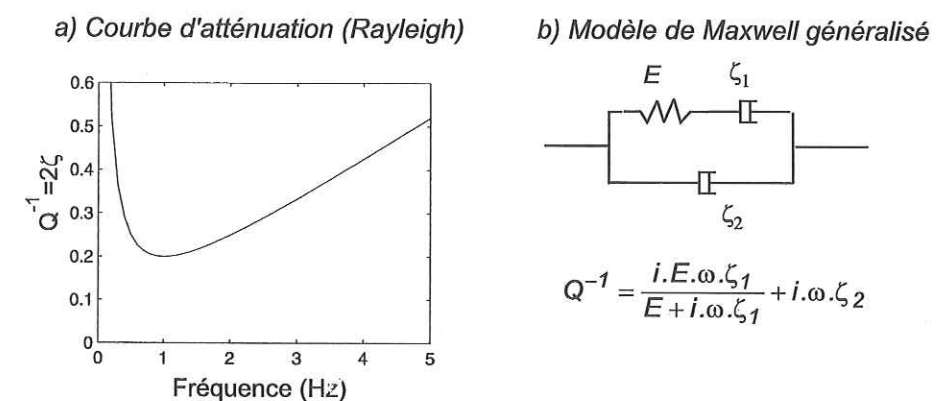 a) Courbe d'atténuation (Rayleigh)
0.6
0.5
0.4
0.3
0.2
0.1
0
Q⁻¹=2ζ
0 1 2 3 4 5
Fréquence (Hz)
b) Modèle de Maxwell généralisé
E ζ₁
ζ₂
Q⁻¹ = i.E.ω.ζ₁ / E + i.ω.ζ₁ + i.ω.ζ₂